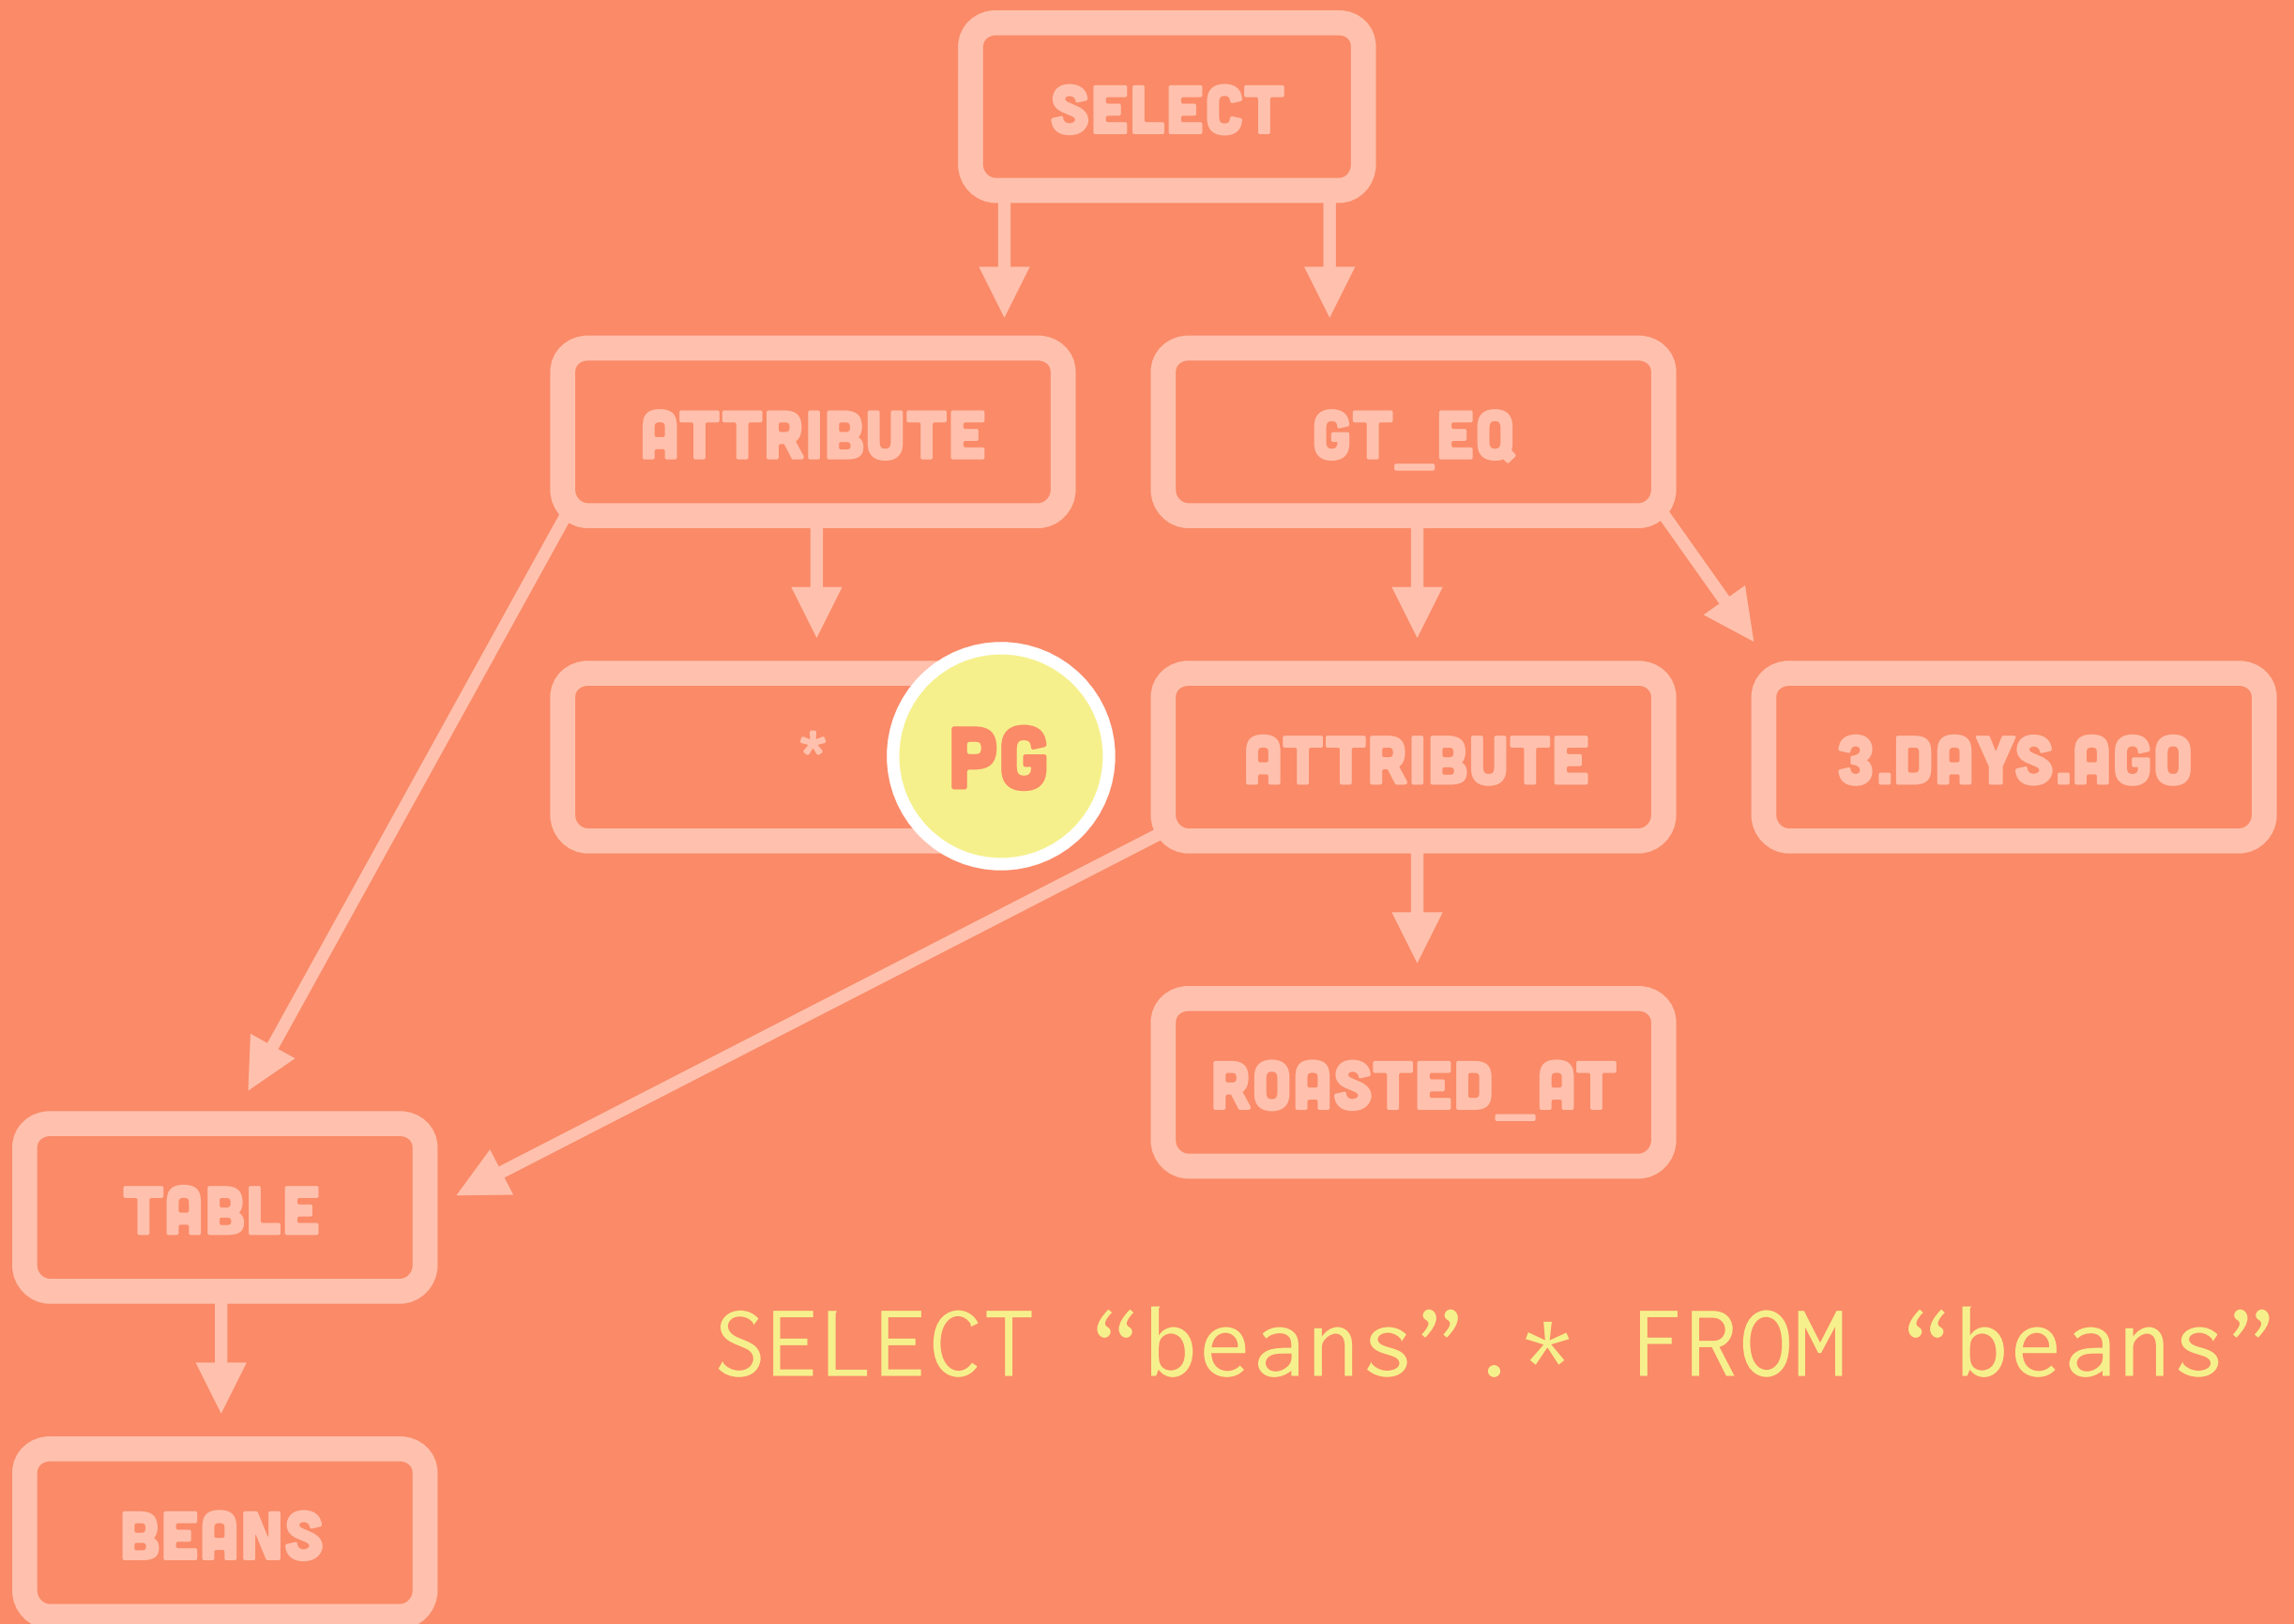 SELECT
ATTRIBUTE
GT_EQ
*
PG
ATTRIBUTE
3.DAYS.AGO
ROASTED_AT
TABLE
SELECT “beans”.* FROM “beans”
BEANS